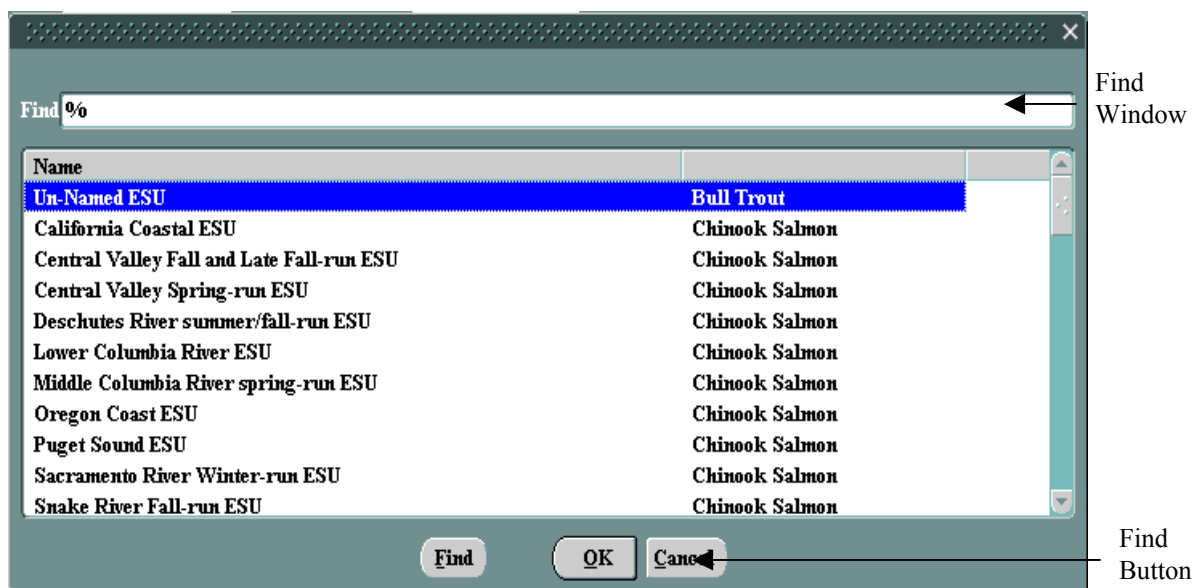 Find %
Find
Window
Name
Un-Named ESU Bull Trout
California Coastal ESU Chinook Salmon
Central Valley Fall and Late Fall-run ESU Chinook Salmon
Central Valley Spring-run ESU Chinook Salmon
Deschutes River summer/fall-run ESU Chinook Salmon
Lower Columbia River ESU Chinook Salmon
Middle Columbia River spring-run ESU Chinook Salmon
Oregon Coast ESU Chinook Salmon
Puget Sound ESU Chinook Salmon
Sacramento River Winter-run ESU Chinook Salmon
Snake River Fall-run ESU Chinook Salmon
Find OK Cancel
Find
Button